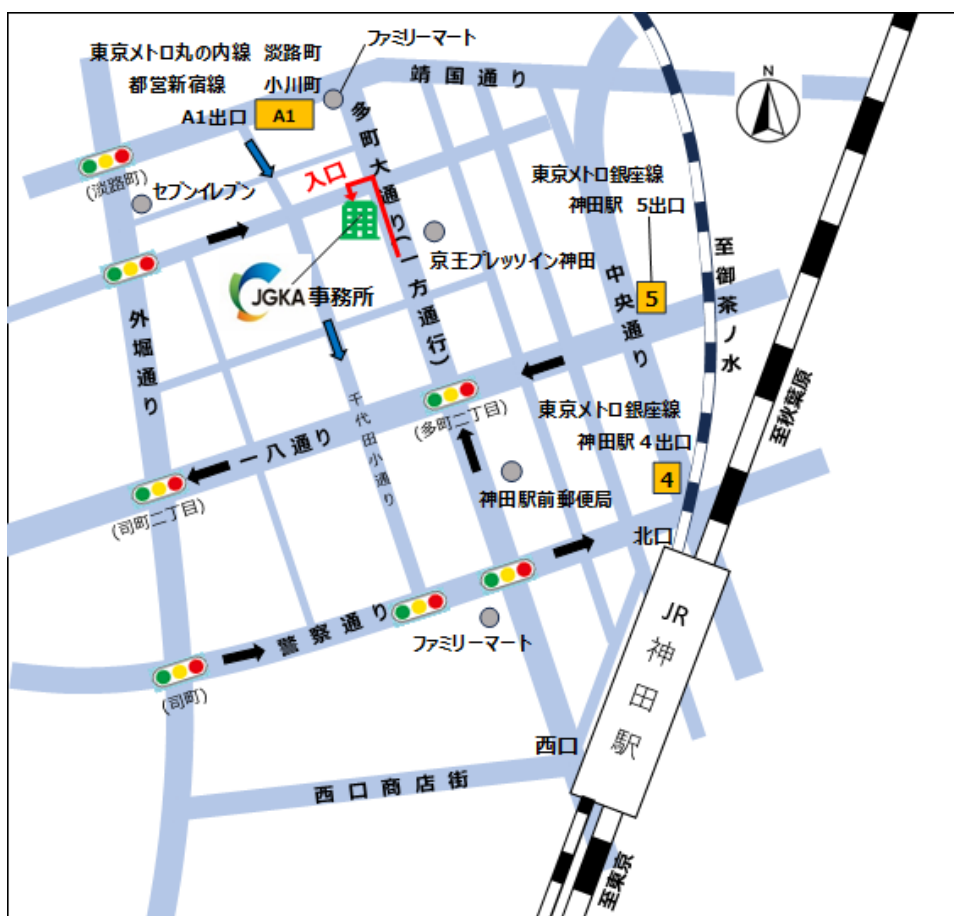 ファミリーマート
東京メトロ丸の内線 淡路町
都営新宿線 小川町
A1出口
A1
靖国通り
N
(淡路町)
セブンイレブン
入口
多町大通り(一方通行)
東京メトロ銀座線
神田駅 5出口
5
京王プレッソイン神田
JGKA事務所
外堀通り
中央通り
至御茶ノ水
至秋葉原
千代田小通り
(多町二丁目)
東京メトロ銀座線
神田駅4出口
4
一八通り
(司町二丁目)
神田駅前郵便局
北口
警察通り
ファミリーマート
(司町)
JR神田駅
西口
西口商店街
至東京